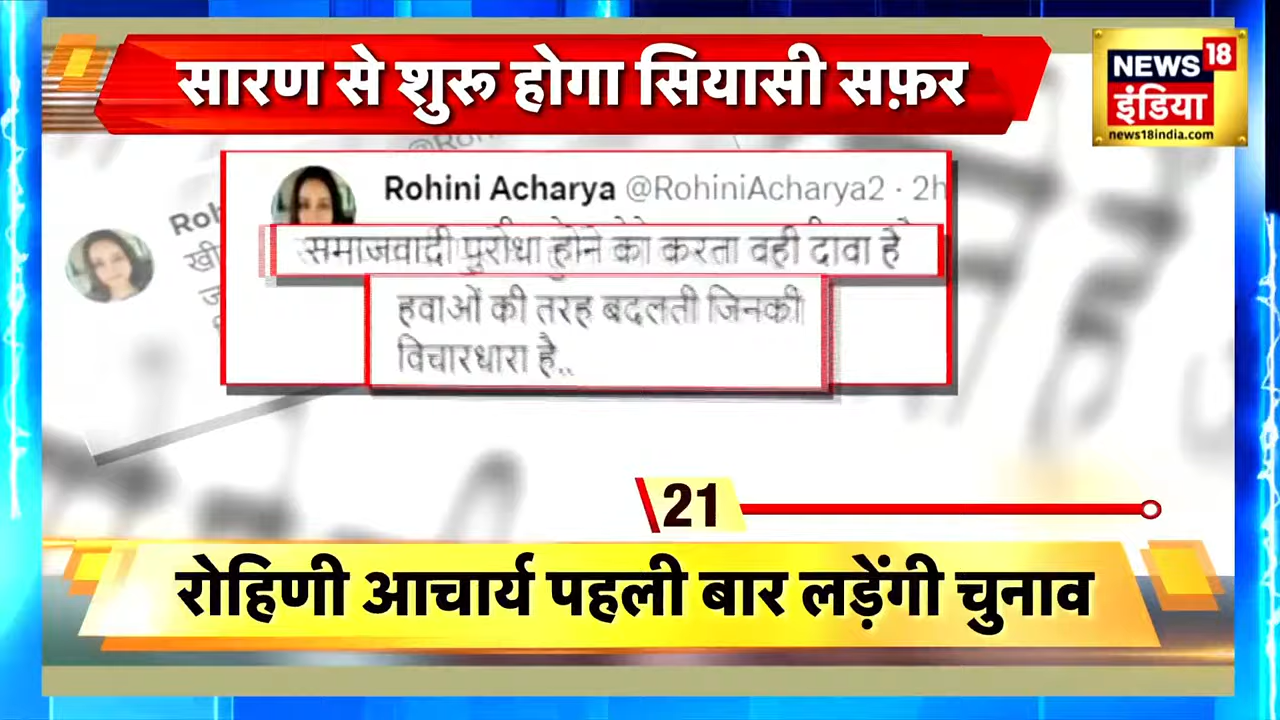 सारण से शुरू होगा सियासी सफ़र
NEWS 18
इंडिया
news18india.com
Rohini Acharya @RohiniAcharya2 · 2h
समाजवादी पुरोधा होने का करता वही दावा है
हवाओं की तरह बदलती जिनकी
विचारधारा है..
21
रोहिणी आचार्य पहली बार लड़ेंगी चुनाव